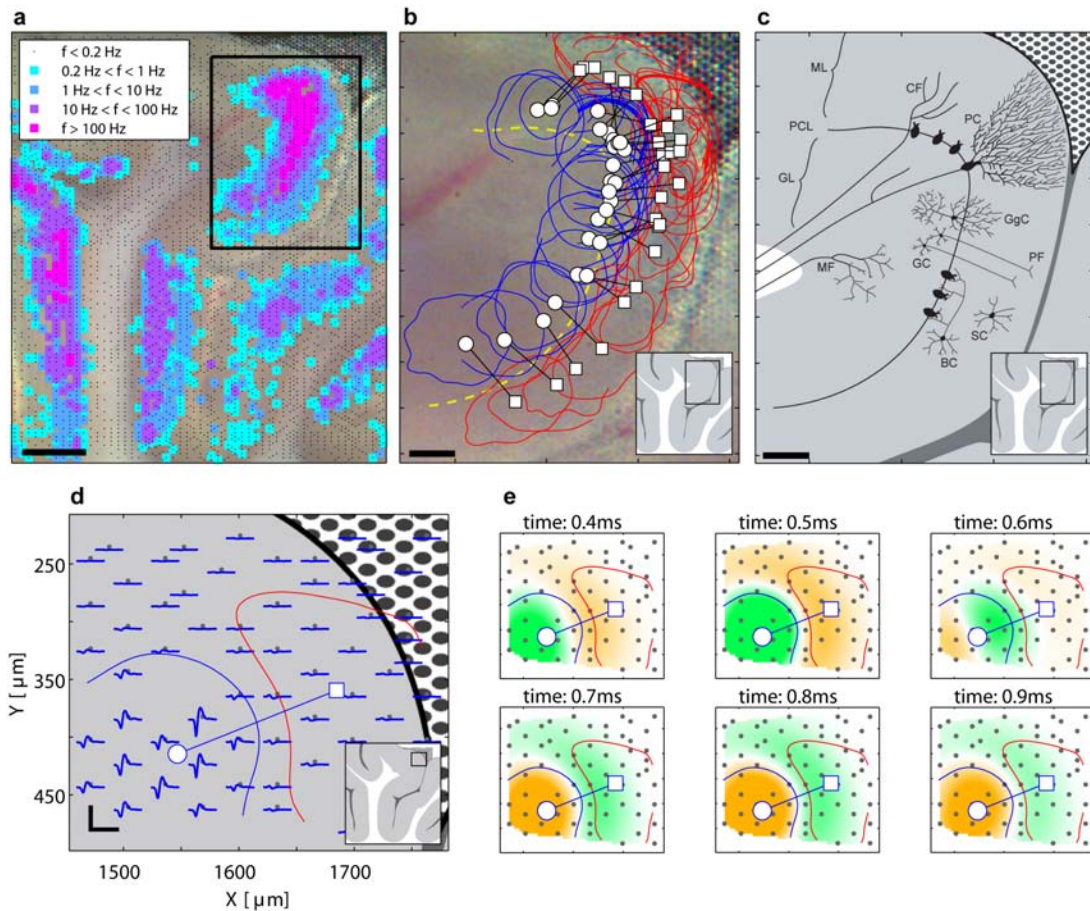 a
f < 0.2 Hz
0.2 Hz < f < 1 Hz
1 Hz < f < 10 Hz
10 Hz < f < 100 Hz
f > 100 Hz
b
c
ML
CF
PCL
PC
GL
GgC
MF
GC
PF
SC
BC
d
250
350
450
Y [ µm]
1500
1600
1700
X [ µm]
e
time: 0.4ms
time: 0.5ms
time: 0.6ms
time: 0.7ms
time: 0.8ms
time: 0.9ms